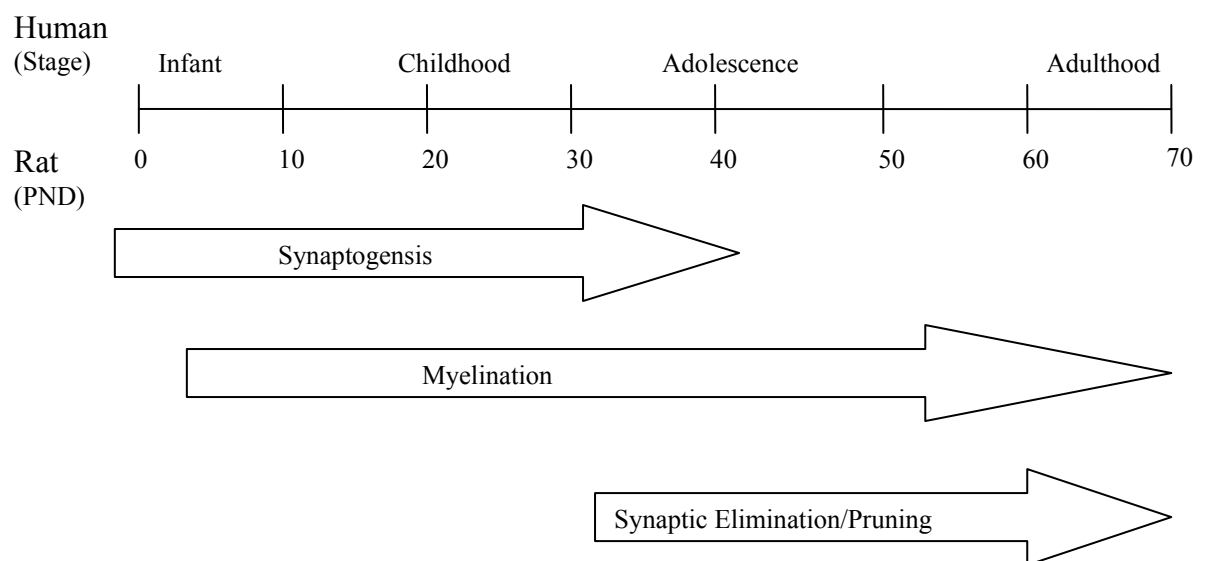 Human
(Stage)
Infant Childhood Adolescence Adulthood
Rat
(PND)
0 10 20 30 40 50 60 70
Synaptogensis
Myelination
Synaptic Elimination/Pruning